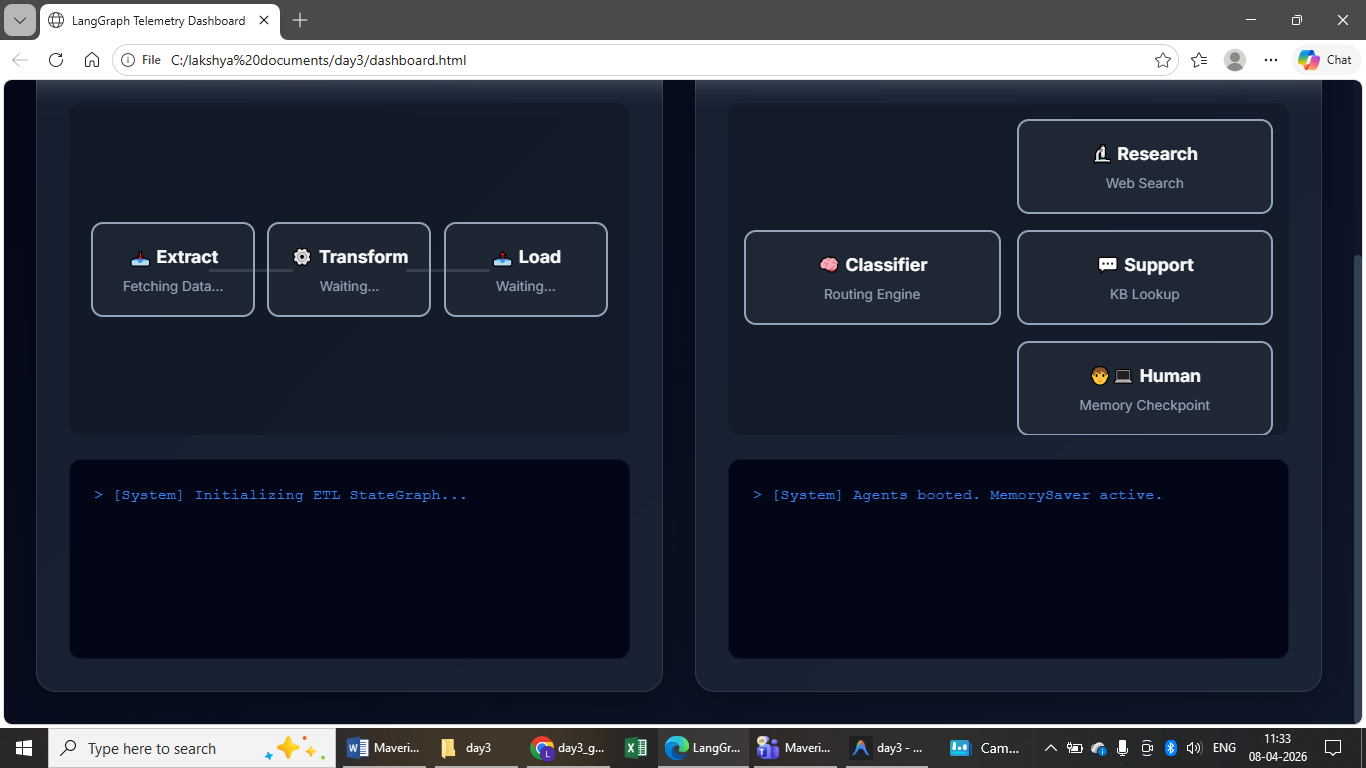 LangGraph Telemetry Dashboard
File C:/lakshya%20documents/day3/dashboard.html
Chat
Extract
Fetching Data...
Transform
Waiting...
Load
Waiting...
> [System] Initializing ETL StateGraph...
Research
Web Search
Classifier
Routing Engine
Support
KB Lookup
Human
Memory Checkpoint
> [System] Agents booted. MemorySaver active.
Type here to search
Maveri...
day3
day3_g...
LangGr...
Maveri...
day3 - ...
Cam...
ENG
11:33
08-04-2026